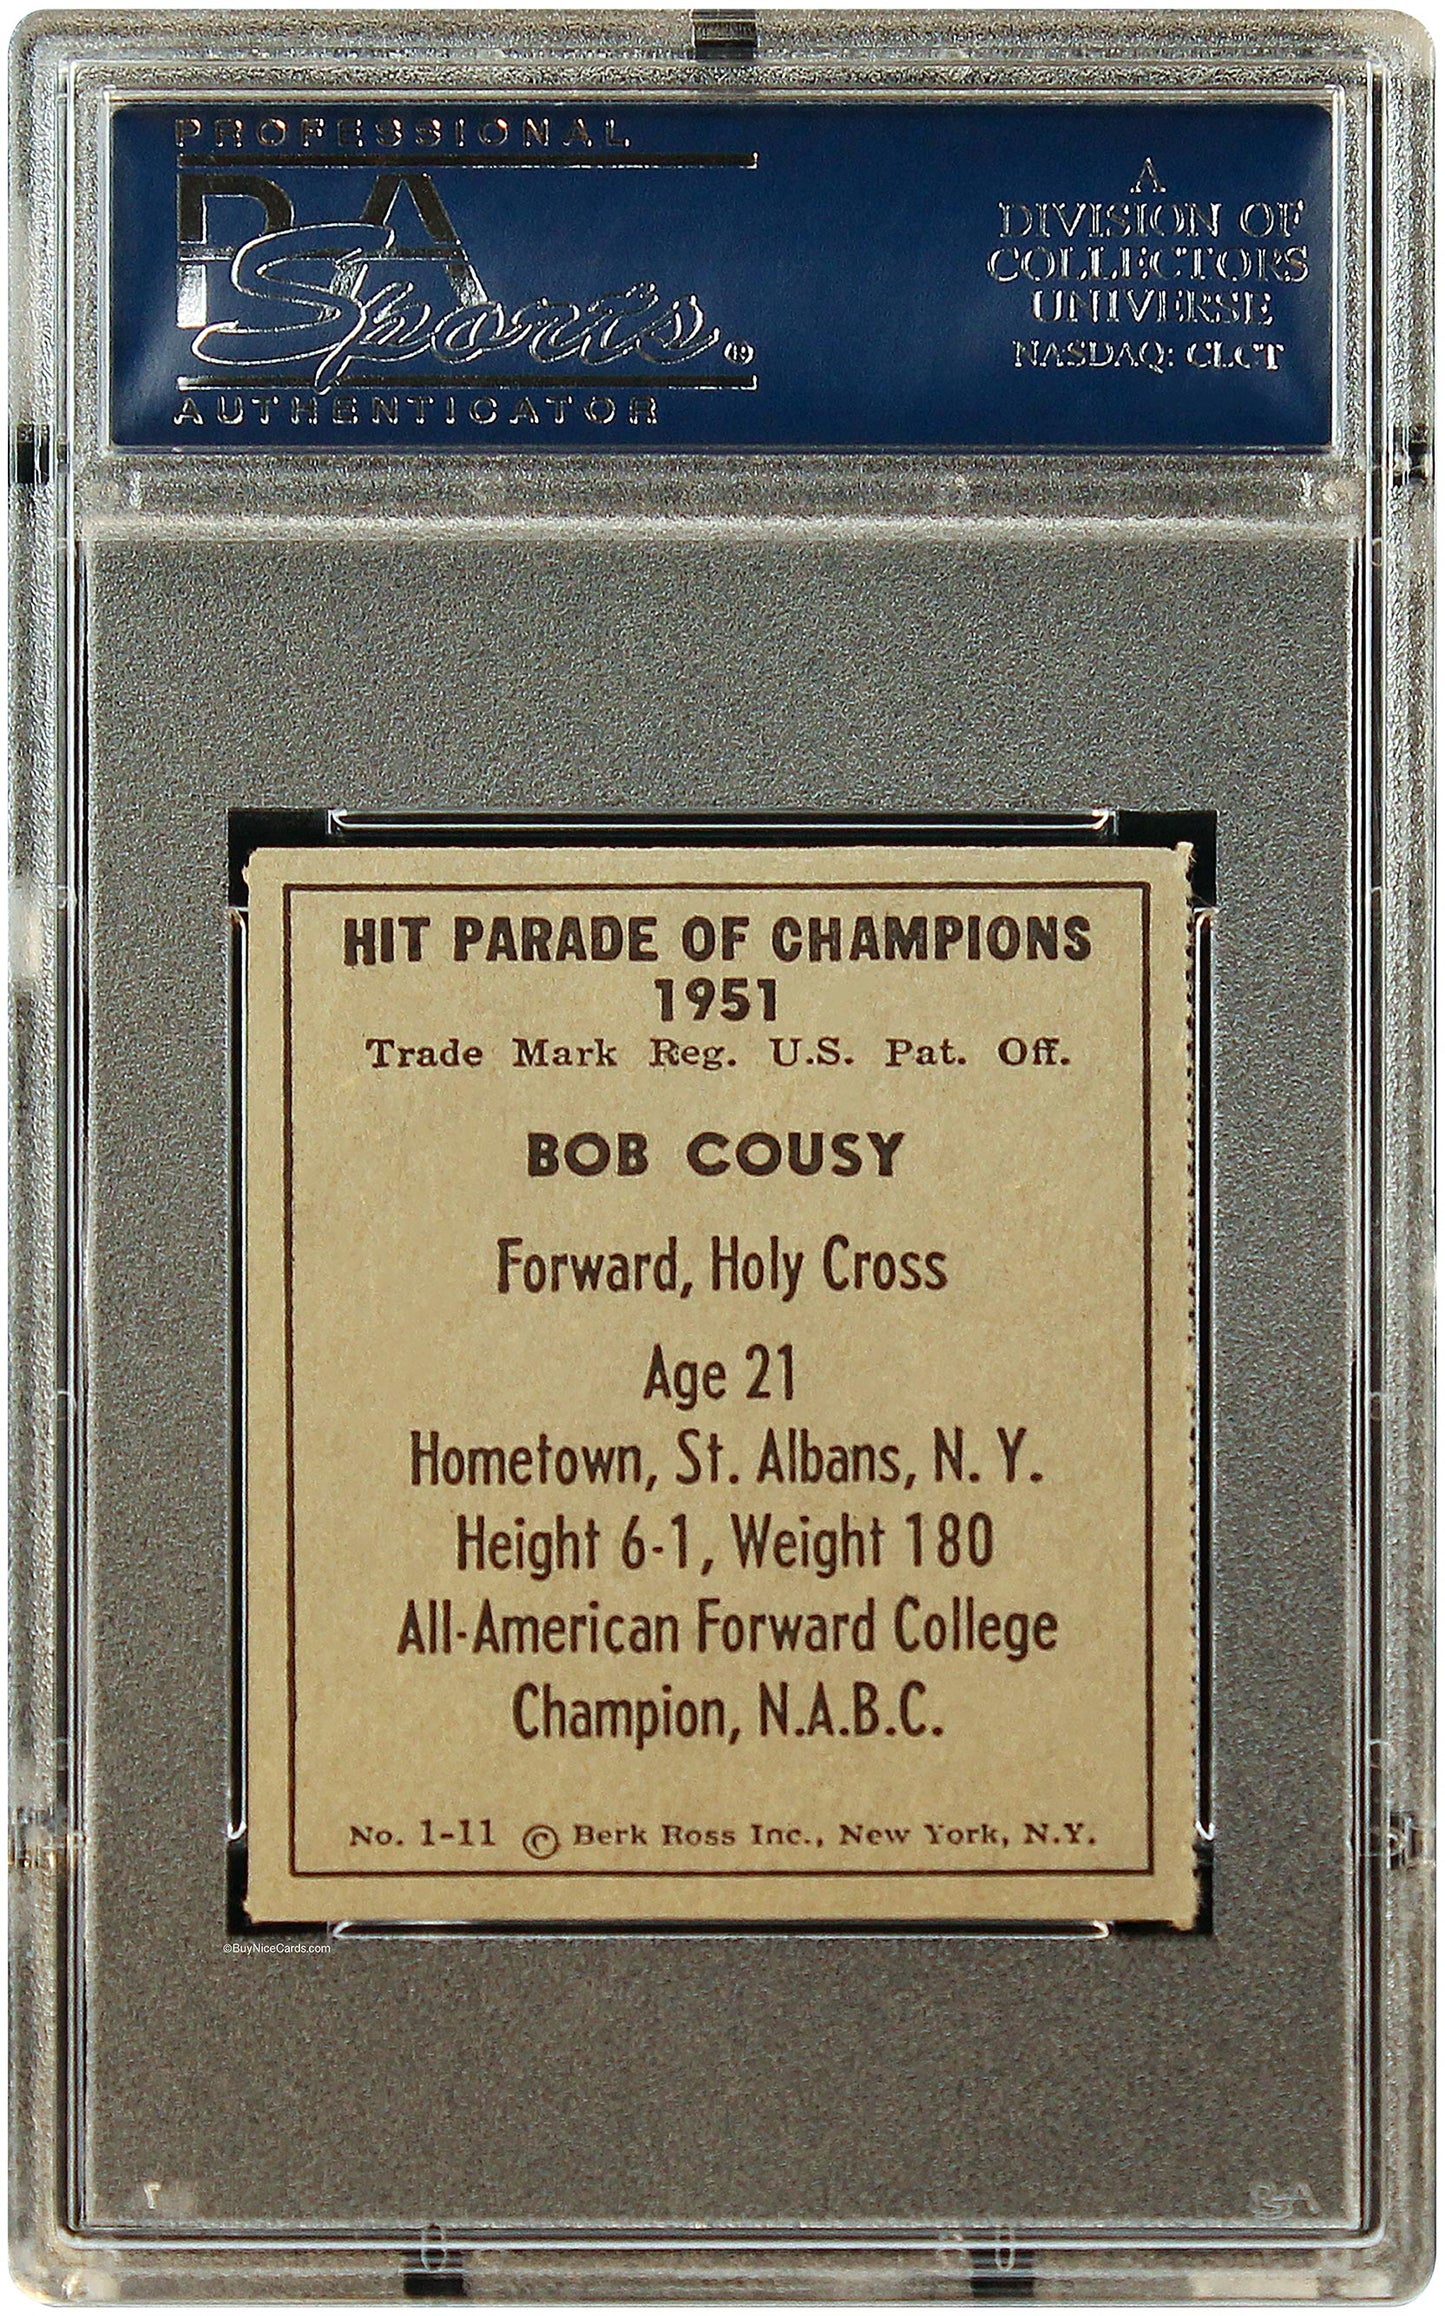 PROFESSIONAL
PSA
Sports®
AUTHENTICATOR
A
DIVISION OF
COLLECTORS
UNIVERSE
NASDAQ: CLCT
HIT PARADE OF CHAMPIONS
1951
Trade Mark Reg. U.S. Pat. Off.
BOB COUSY
Forward, Holy Cross
Age 21
Hometown, St. Albans, N. Y.
Height 6-1, Weight 180
All-American Forward College
Champion, N.A.B.C.
No. 1-11 © Berk Ross Inc., New York, N.Y.
©BuyNiceCards.com
PSA